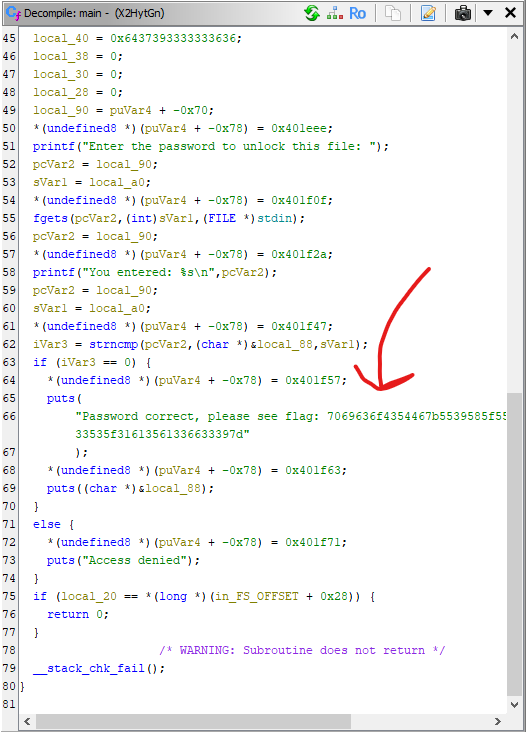 Decompile: main - (X2HytGn)
45 local_40 = 0x6437393333333636;
46 local_38 = 0;
47 local_30 = 0;
48 local_28 = 0;
49 local_90 = puVar4 + -0x70;
50 *(undefined8 *)(puVar4 + -0x78) = 0x401eee;
51 printf("Enter the password to unlock this file: ");
52 pcVar2 = local_90;
53 sVar1 = local_a0;
54 *(undefined8 *)(puVar4 + -0x78) = 0x401f0f;
55 fgets(pcVar2,(int)sVar1,(FILE *)stdin);
56 pcVar2 = local_90;
57 *(undefined8 *)(puVar4 + -0x78) = 0x401f2a;
58 printf("You entered: %s\n",pcVar2);
59 pcVar2 = local_90;
60 sVar1 = local_a0;
61 *(undefined8 *)(puVar4 + -0x78) = 0x401f47;
62 iVar3 = strncmp(pcVar2,(char *)&local_88,sVar1);
63 if (iVar3 == 0) {
64 *(undefined8 *)(puVar4 + -0x78) = 0x401f57;
65 puts(
66 "Password correct, please see flag: 7069636f4354467b5539585f55
33535f31613561336633397d"
67 );
68 *(undefined8 *)(puVar4 + -0x78) = 0x401f63;
69 puts((char *)&local_88);
70 }
71 else {
72 *(undefined8 *)(puVar4 + -0x78) = 0x401f71;
73 puts("Access denied");
74 }
75 if (local_20 == *(long *)(in_FS_OFFSET + 0x28)) {
76 return 0;
77 }
78 /* WARNING: Subroutine does not return */
79 __stack_chk_fail();
80 }
81